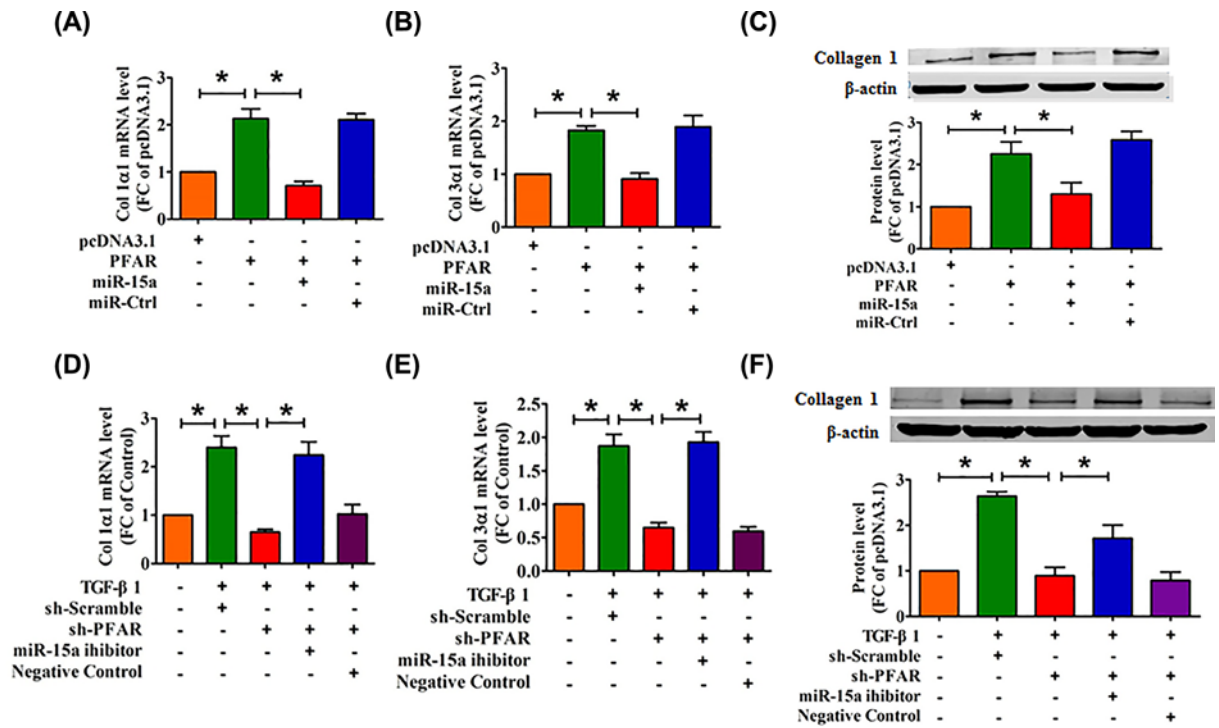 (A)
Col 1α1 mRNA level
(FC of pcDNA3.1)
3
2
1
0
* *
pcDNA3.1 + - - -
PFAR - + + +
miR-15a - - + -
miR-Ctrl - - - +
(B)
Col 3α1 mRNA level
(FC of pcDNA3.1)
3
2
1
0
* *
pcDNA3.1 + - - -
PFAR - + + +
miR-15a - - + -
miR-Ctrl - - - +
(C)
Collagen 1
β-actin
Protein level
(FC of pcDNA3.1)
3
2
1
0
* *
pcDNA3.1 + - - -
PFAR - + + +
miR-15a - - + -
miR-Ctrl - - - +
(D)
Col 1α1 mRNA level
(FC of Control)
3
2
1
0
* * *
TGF-β 1 - + + + +
sh-Scramble - + - - -
sh-PFAR - - + + +
miR-15a ihibitor - - - + -
Negative Control - - - - +
(E)
Col 3α1 mRNA level
(FC of Control)
2.5
2.0
1.5
1.0
0.5
0.0
* * *
TGF-β 1 - + + + +
sh-Scramble - + - - -
sh-PFAR - - + + +
miR-15a ihibitor - - - + -
Negative Control - - - - +
(F)
Collagen 1
β-actin
Protein level
(FC of pcDNA3.1)
3
2
1
0
* * *
TGF-β 1 - + + + +
sh-Scramble - + - - -
sh-PFAR - - + + +
miR-15a ihibitor - - - + -
Negative Control - - - - +